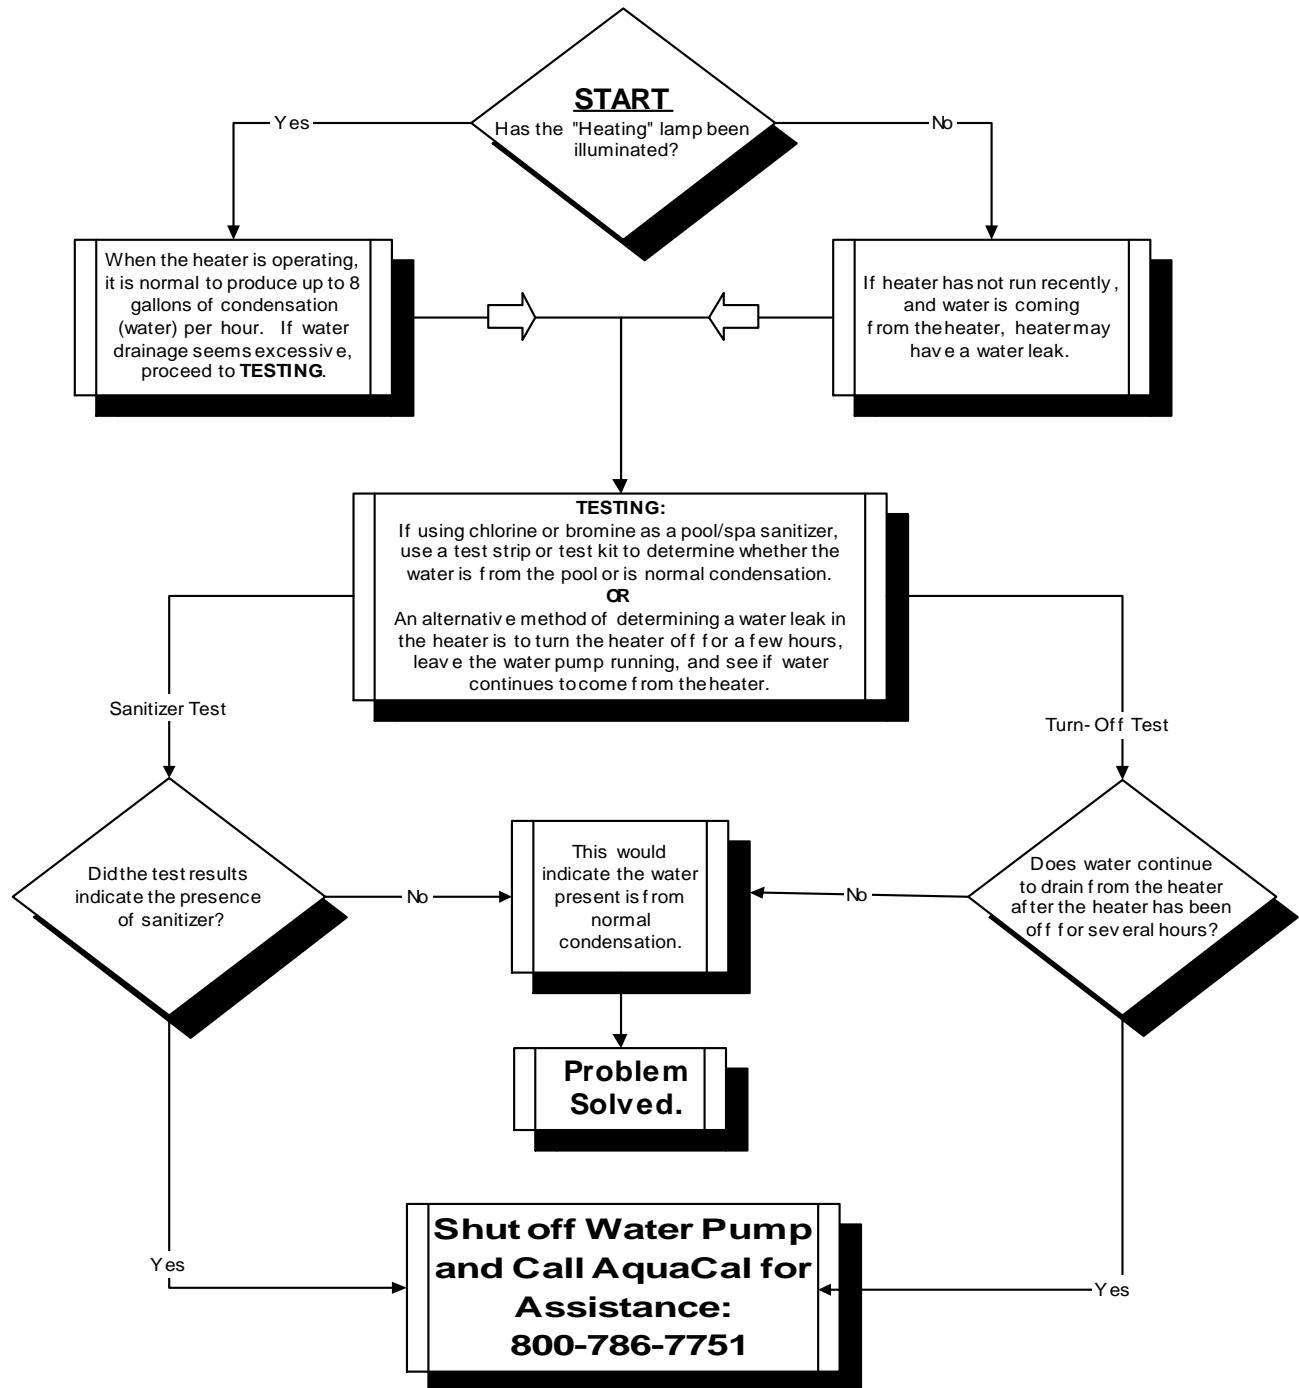 START
Has the "Heating" lamp been
illuminated?
Yes
No
When the heater is operating,
it is normal to produce up to 8
gallons of condensation
(water) per hour. If water
drainage seems excessive,
proceed to TESTING.
If heater has not run recently,
and water is coming
from the heater, heater may
have a water leak.
TESTING:
If using chlorine or bromine as a pool/spa sanitizer,
use a test strip or test kit to determine whether the
water is from the pool or is normal condensation.
OR
An alternative method of determining a water leak in
the heater is to turn the heater off for a few hours,
leave the water pump running, and see if water
continues to come from the heater.
Sanitizer Test
Turn-Off Test
Did the test results
indicate the presence
of sanitizer?
No
This would
indicate the water
present is from
normal
condensation.
No
Does water continue
to drain from the heater
after the heater has been
off for several hours?
Problem
Solved.
Yes
Shut off Water Pump
and Call AquaCal for
Assistance:
800-786-7751
Yes